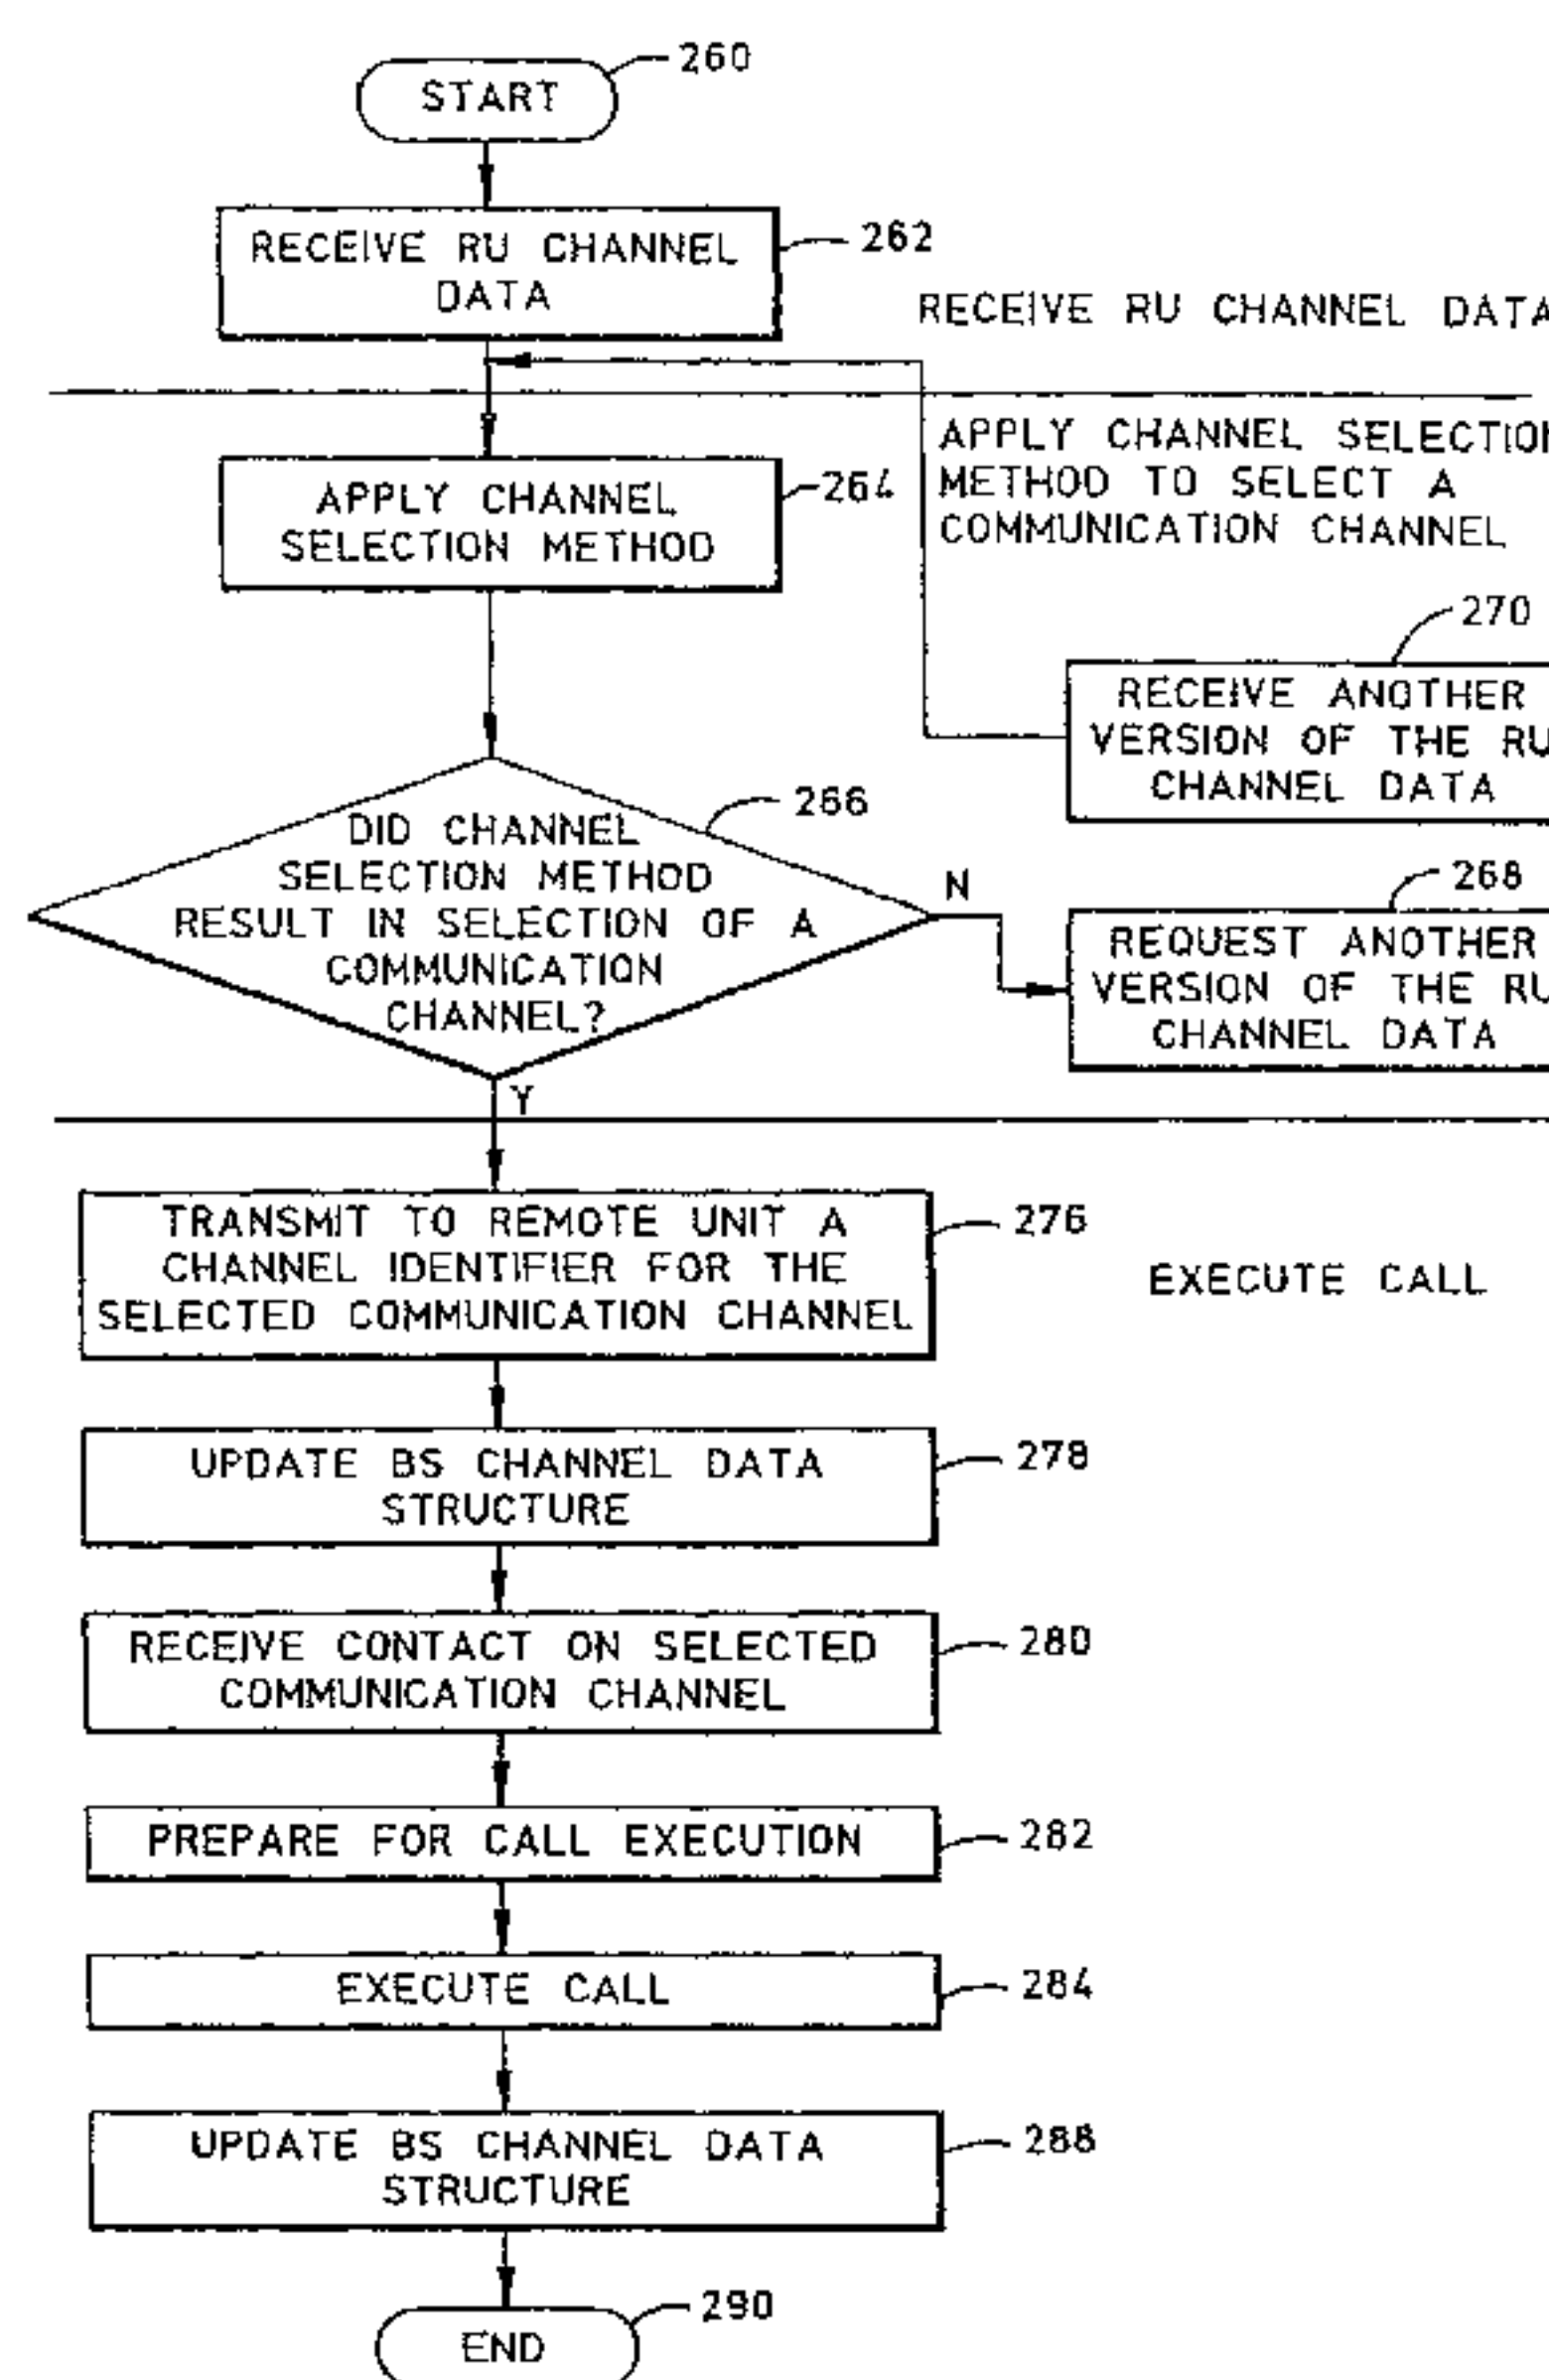 260
START
RECEIVE RU CHANNEL
DATA
262
RECEIVE RU CHANNEL DATA
APPLY CHANNEL
SELECTION METHOD
264
APPLY CHANNEL SELECTION
METHOD TO SELECT A
COMMUNICATION CHANNEL
270
RECEIVE ANOTHER
VERSION OF THE RU
CHANNEL DATA
266
DID CHANNEL
SELECTION METHOD
RESULT IN SELECTION OF A
COMMUNICATION
CHANNEL?
N
268
REQUEST ANOTHER
VERSION OF THE RU
CHANNEL DATA
Y
TRANSMIT TO REMOTE UNIT A
CHANNEL IDENTIFIER FOR THE
SELECTED COMMUNICATION CHANNEL
276
EXECUTE CALL
UPDATE BS CHANNEL DATA
STRUCTURE
278
RECEIVE CONTACT ON SELECTED
COMMUNICATION CHANNEL
280
PREPARE FOR CALL EXECUTION
282
EXECUTE CALL
284
UPDATE BS CHANNEL DATA
STRUCTURE
288
290
END